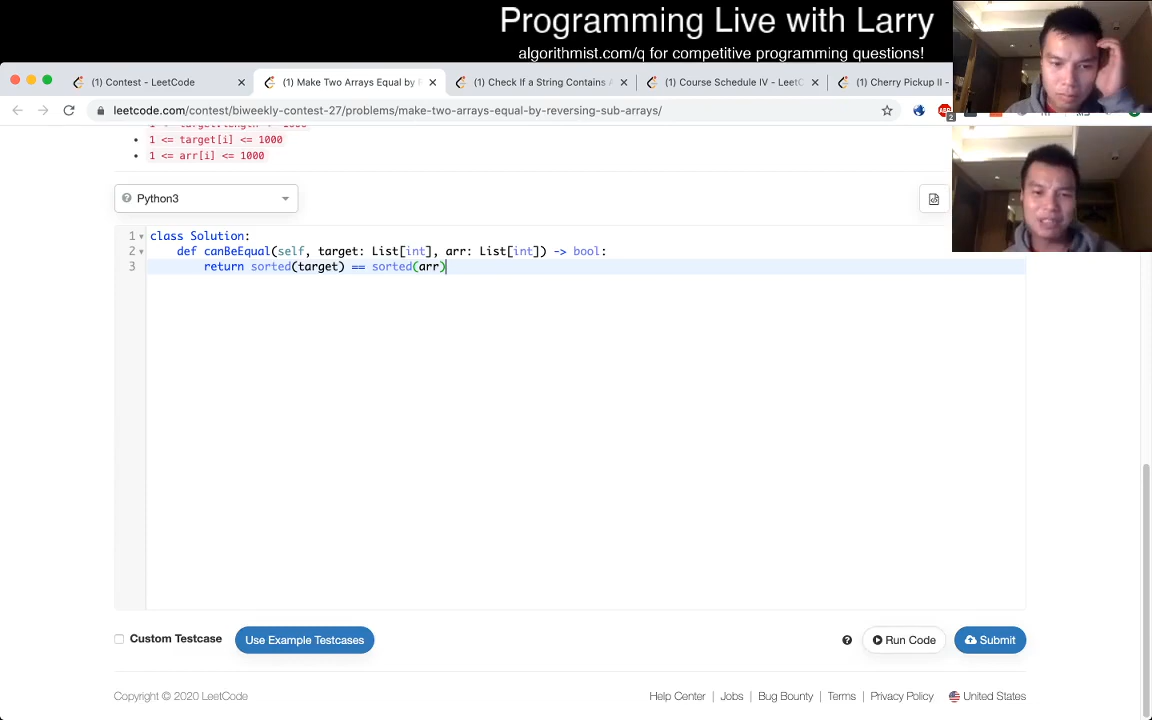 Programming Live with Larry
algorithmist.com/q for competitive programming questions!
(1) Contest - LeetCode
(1) Make Two Arrays Equal by
(1) Check If a String Contains
(1) Course Schedule IV - LeetC
(1) Cherry Pickup II -
leetcode.com/contest/biweekly-contest-27/problems/make-two-arrays-equal-by-reversing-sub-arrays/
1 <= target[i] <= 1000
1 <= arr[i] <= 1000
Python3
1 class Solution:
2 def canBeEqual(self, target: List[int], arr: List[int]) -> bool:
3 return sorted(target) == sorted(arr)
Custom Testcase
Use Example Testcases
Run Code
Submit
Copyright © 2020 LeetCode
Help Center | Jobs | Bug Bounty | Terms | Privacy Policy United States